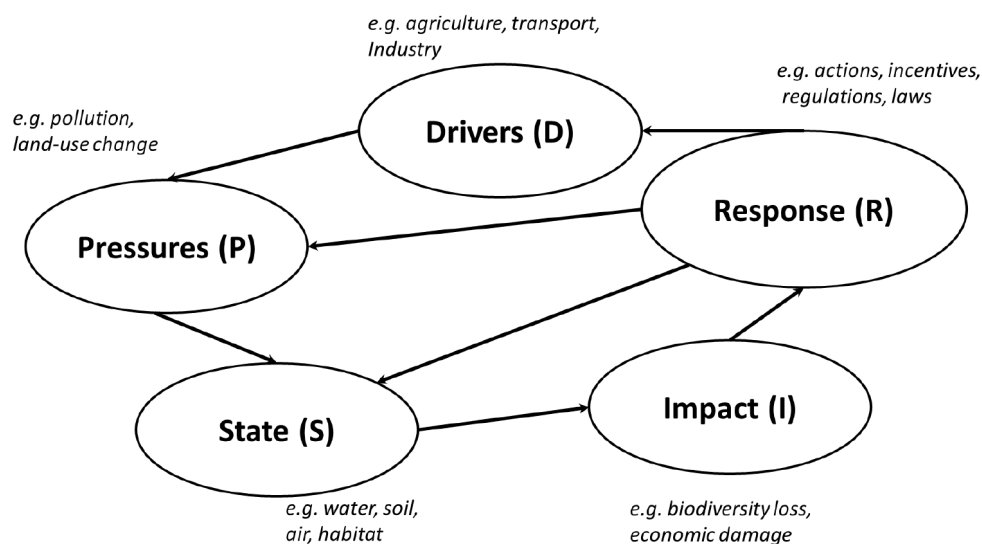 e.g. agriculture, transport,
Industry
Drivers (D)
e.g. actions, incentives,
regulations, laws
Response (R)
e.g. pollution,
land-use change
Pressures (P)
State (S)
e.g. water, soil,
air, habitat
Impact (I)
e.g. biodiversity loss,
economic damage